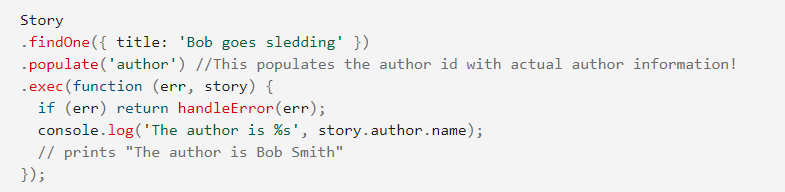 Story
.findOne({ title: 'Bob goes sledding' })
.populate('author') //This populates the author id with actual author information!
.exec(function (err, story) {
  if (err) return handleError(err);
  console.log('The author is %s', story.author.name);
  // prints "The author is Bob Smith"
});